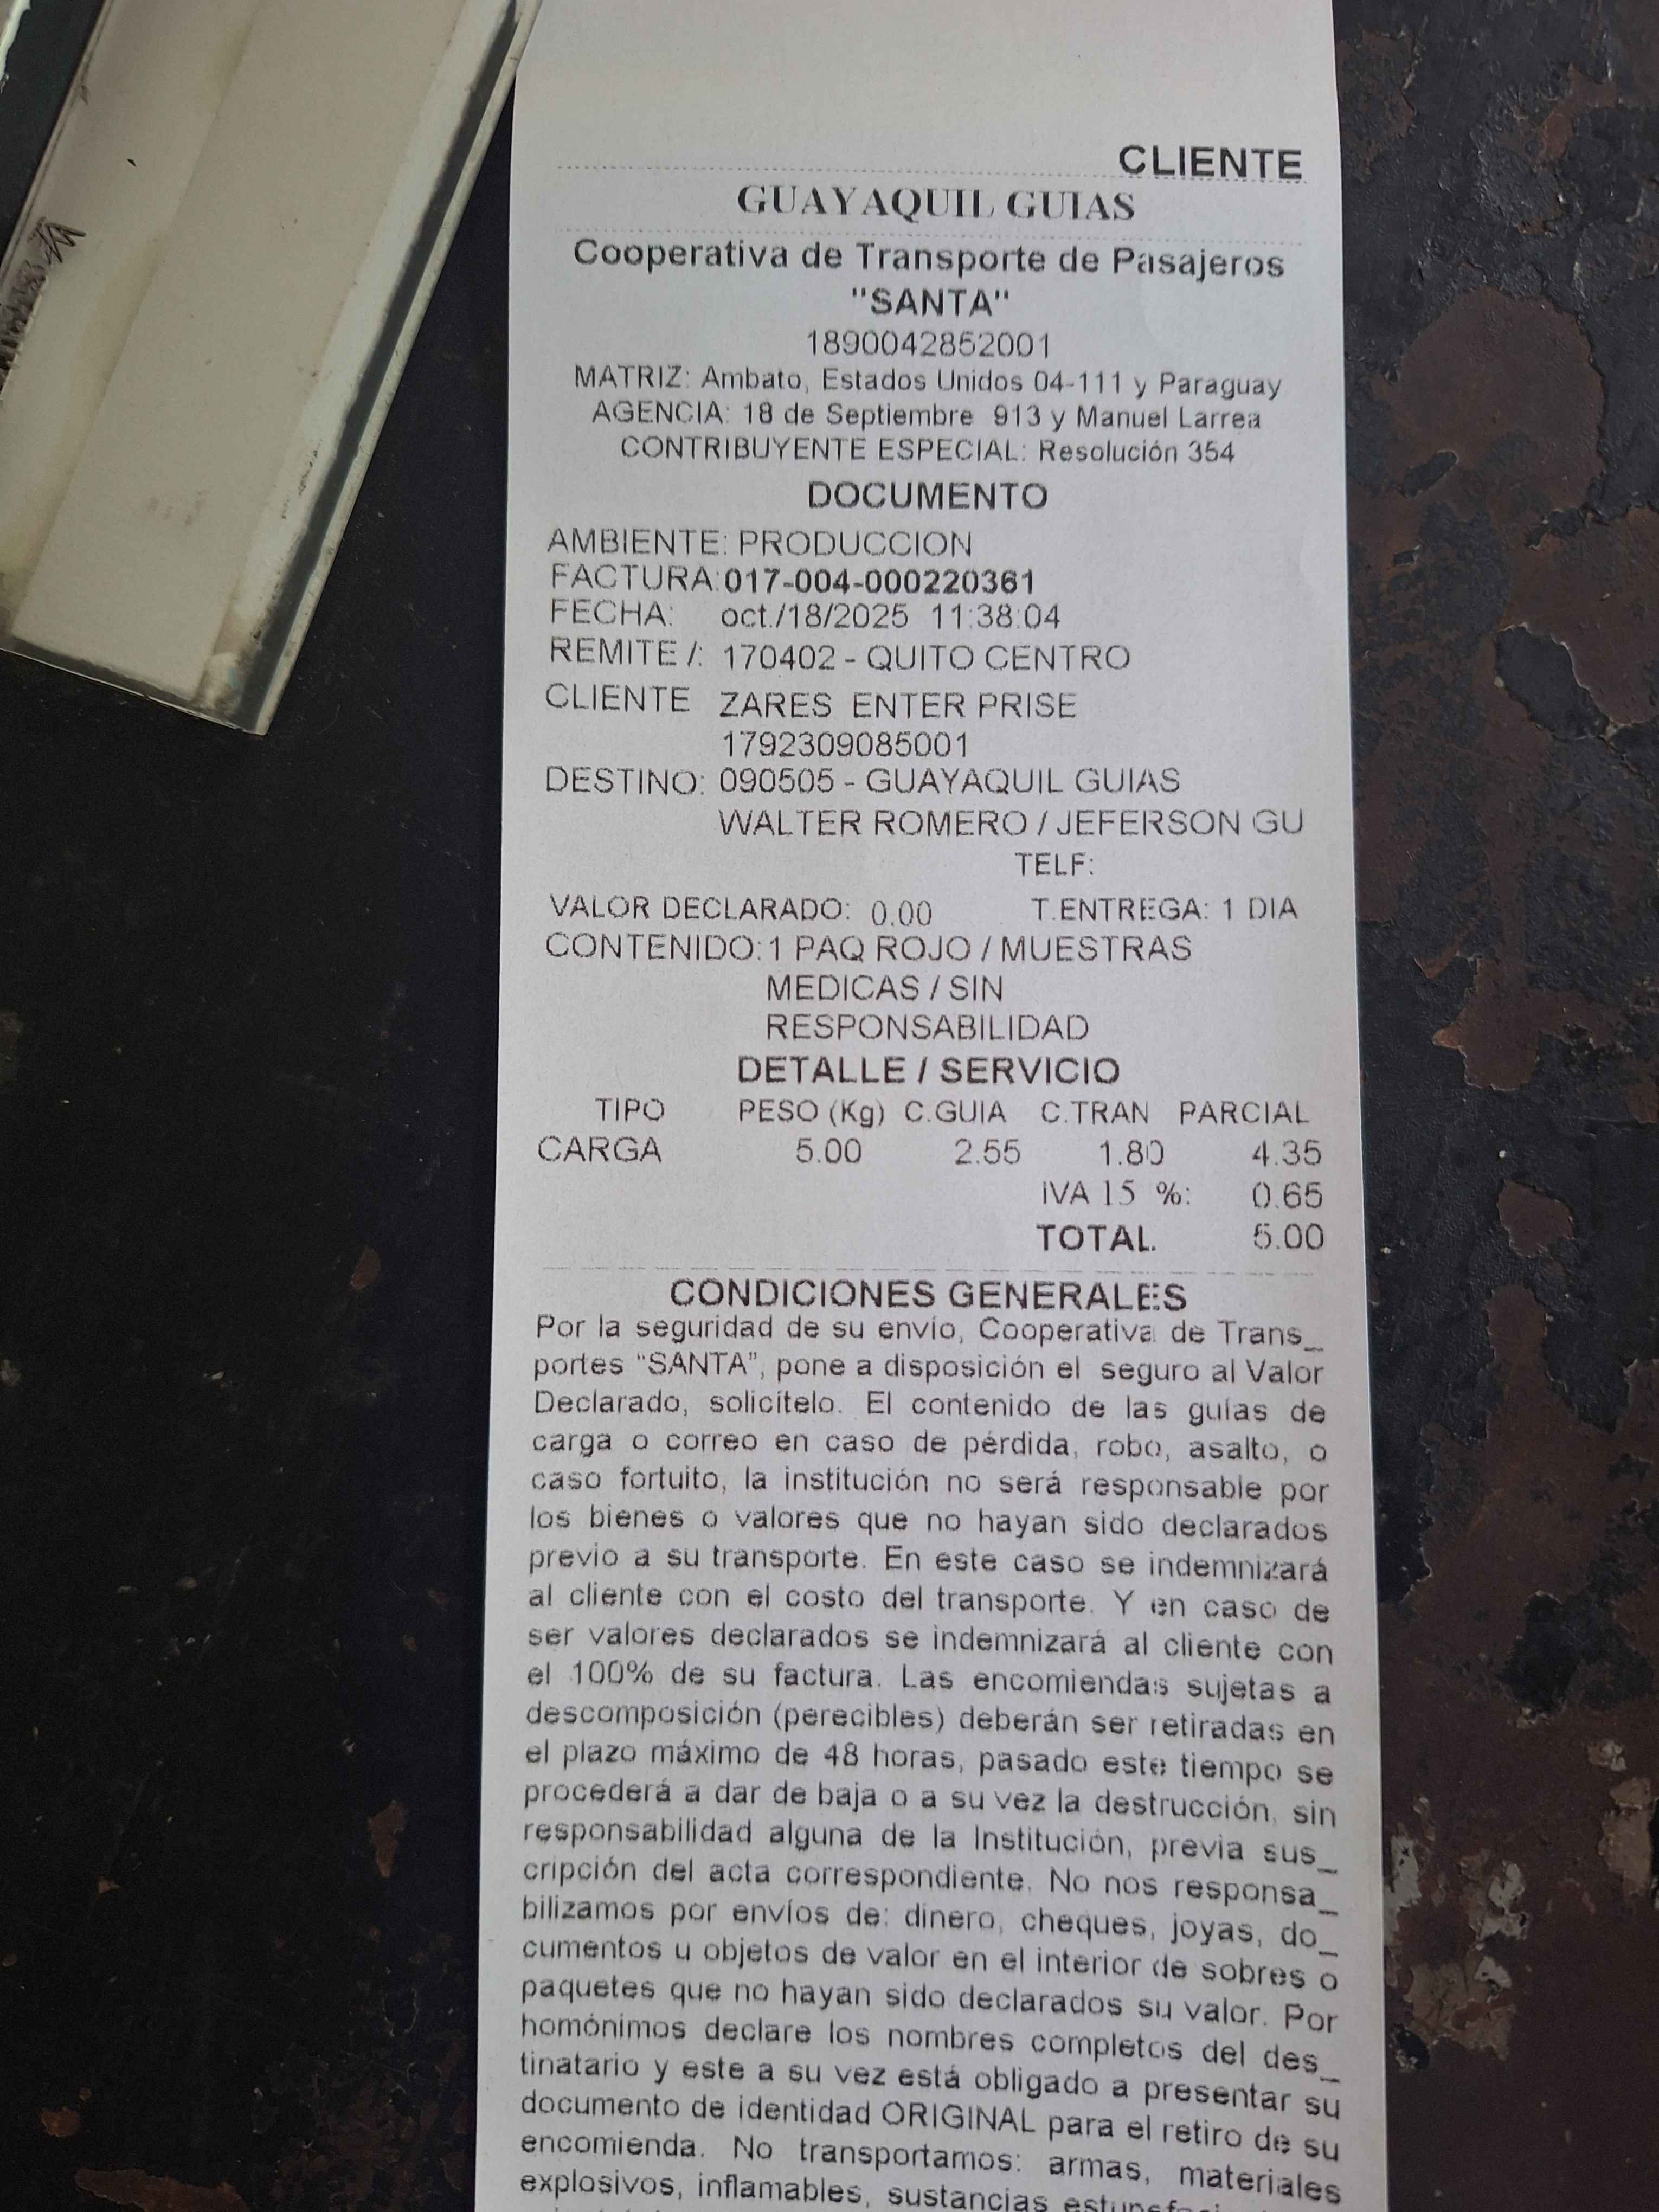 CLIENTE
GUAYAQUIL GUIAS
Cooperativa de Transporte de Pasajeros
"SANTA"
1890042852001
MATRIZ: Ambato, Estados Unidos 04-111 y Paraguay
AGENCIA: 18 de Septiembre 913 y Manuel Larrea
CONTRIBUYENTE ESPECIAL: Resolución 354
DOCUMENTO
AMBIENTE: PRODUCCION
FACTURA:017-004-000220361
FECHA: oct./18/2025 11:38:04
REMITE /: 170402 - QUITO CENTRO
CLIENTE ZARES ENTER PRISE
1792309085001
DESTINO: 090505 - GUAYAQUIL GUIAS
WALTER ROMERO / JEFERSON GU
TELF:
VALOR DECLARADO: 0.00 T.ENTREGA: 1 DIA
CONTENIDO:1 PAQ ROJO / MUESTRAS
MEDICAS / SIN
RESPONSABILIDAD
DETALLE / SERVICIO
TIPO PESO (Kg) C.GUIA C.TRAN PARCIAL
CARGA 5.00 2.55 1.80 4.35
IVA 15 %: 0.65
TOTAL 5.00
CONDICIONES GENERALES
Por la seguridad de su envío, Cooperativa de Trans_
portes “SANTA”, pone a disposición el seguro al Valor
Declarado, solicítelo. El contenido de las guías de
carga o correo en caso de pérdida, robo, asalto, o
caso fortuito, la institución no será responsable por
los bienes o valores que no hayan sido declarados
previo a su transporte. En este caso se indemnizará
al cliente con el costo del transporte. Y en caso de
ser valores declarados se indemnizará al cliente con
el 100% de su factura. Las encomiendas sujetas a
descomposición (perecibles) deberán ser retiradas en
el plazo máximo de 48 horas, pasado este tiempo se
procederá a dar de baja o a su vez la destrucción, sin
responsabilidad alguna de la Institución, previa sus_
cripción del acta correspondiente. No nos responsa_
bilizamos por envíos de: dinero, cheques, joyas, do_
cumentos u objetos de valor en el interior de sobres o
paquetes que no hayan sido declarados su valor. Por
homónimos declare los nombres completos del des_
tinatario y este a su vez está obligado a presentar su
documento de identidad ORIGINAL para el retiro de su
encomienda. No transportamos: armas, materiales
explosivos, inflamables, sustancias